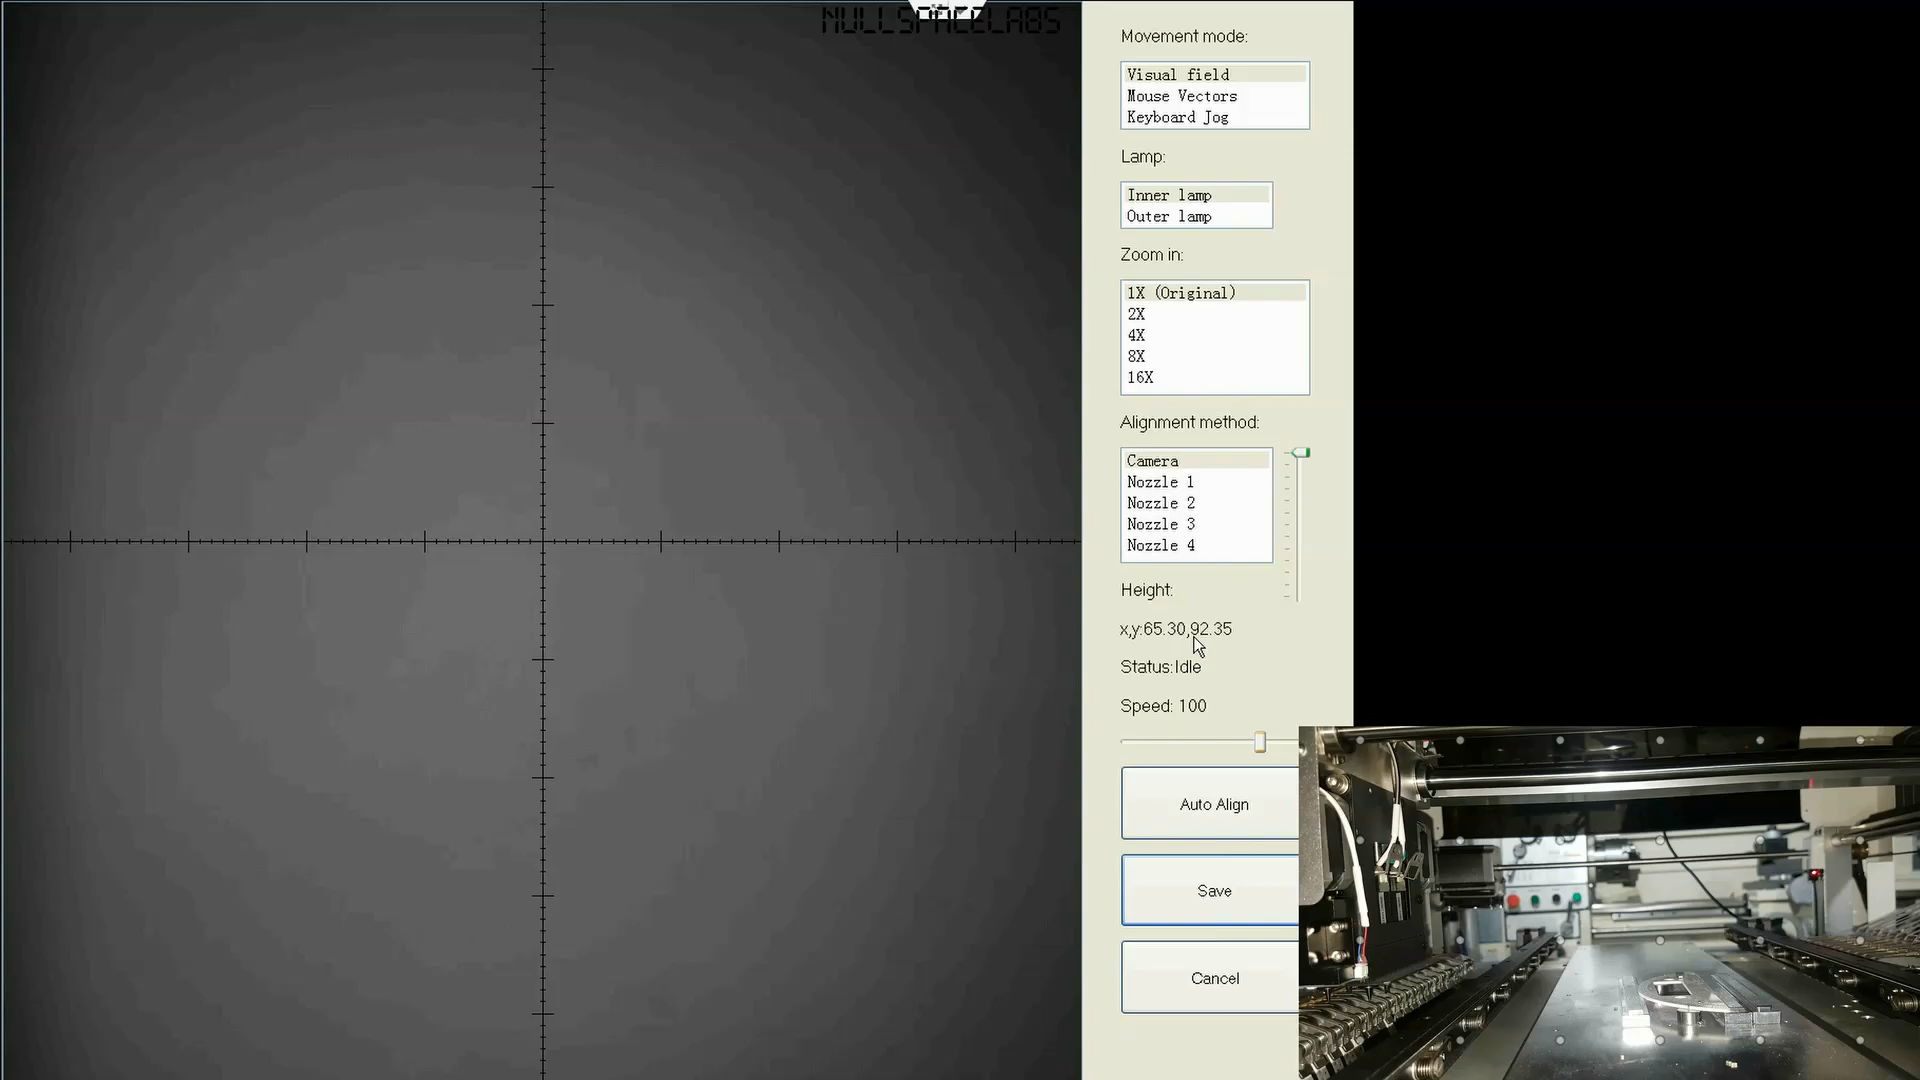 NULLSPACELABS
Movement mode:
Visual field
Mouse Vectors
Keyboard Jog
Lamp:
Inner lamp
Outer lamp
Zoom in:
1X (Original)
2X
4X
8X
16X
Alignment method:
Camera
Nozzle 1
Nozzle 2
Nozzle 3
Nozzle 4
Height:
x,y:65.30,92.35
Status:Idle
Speed: 100
Auto Align
Save
Cancel